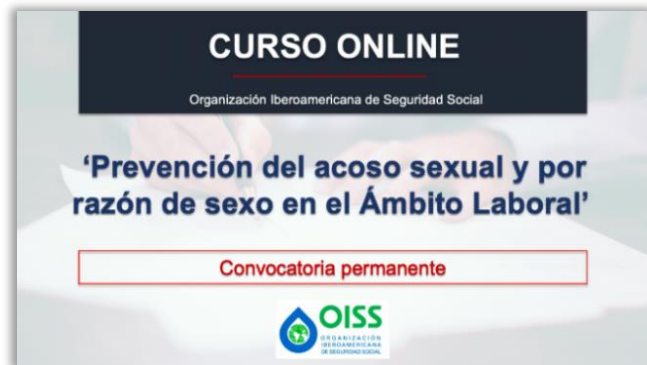 CURSO ONLINE
Organización Iberoamericana de Seguridad Social
‘Prevención del acoso sexual y por
razón de sexo en el Ámbito Laboral’
Convocatoria permanente
OISS
ORGANIZACIÓN
IBEROAMERICANA
DE SEGURIDAD SOCIAL